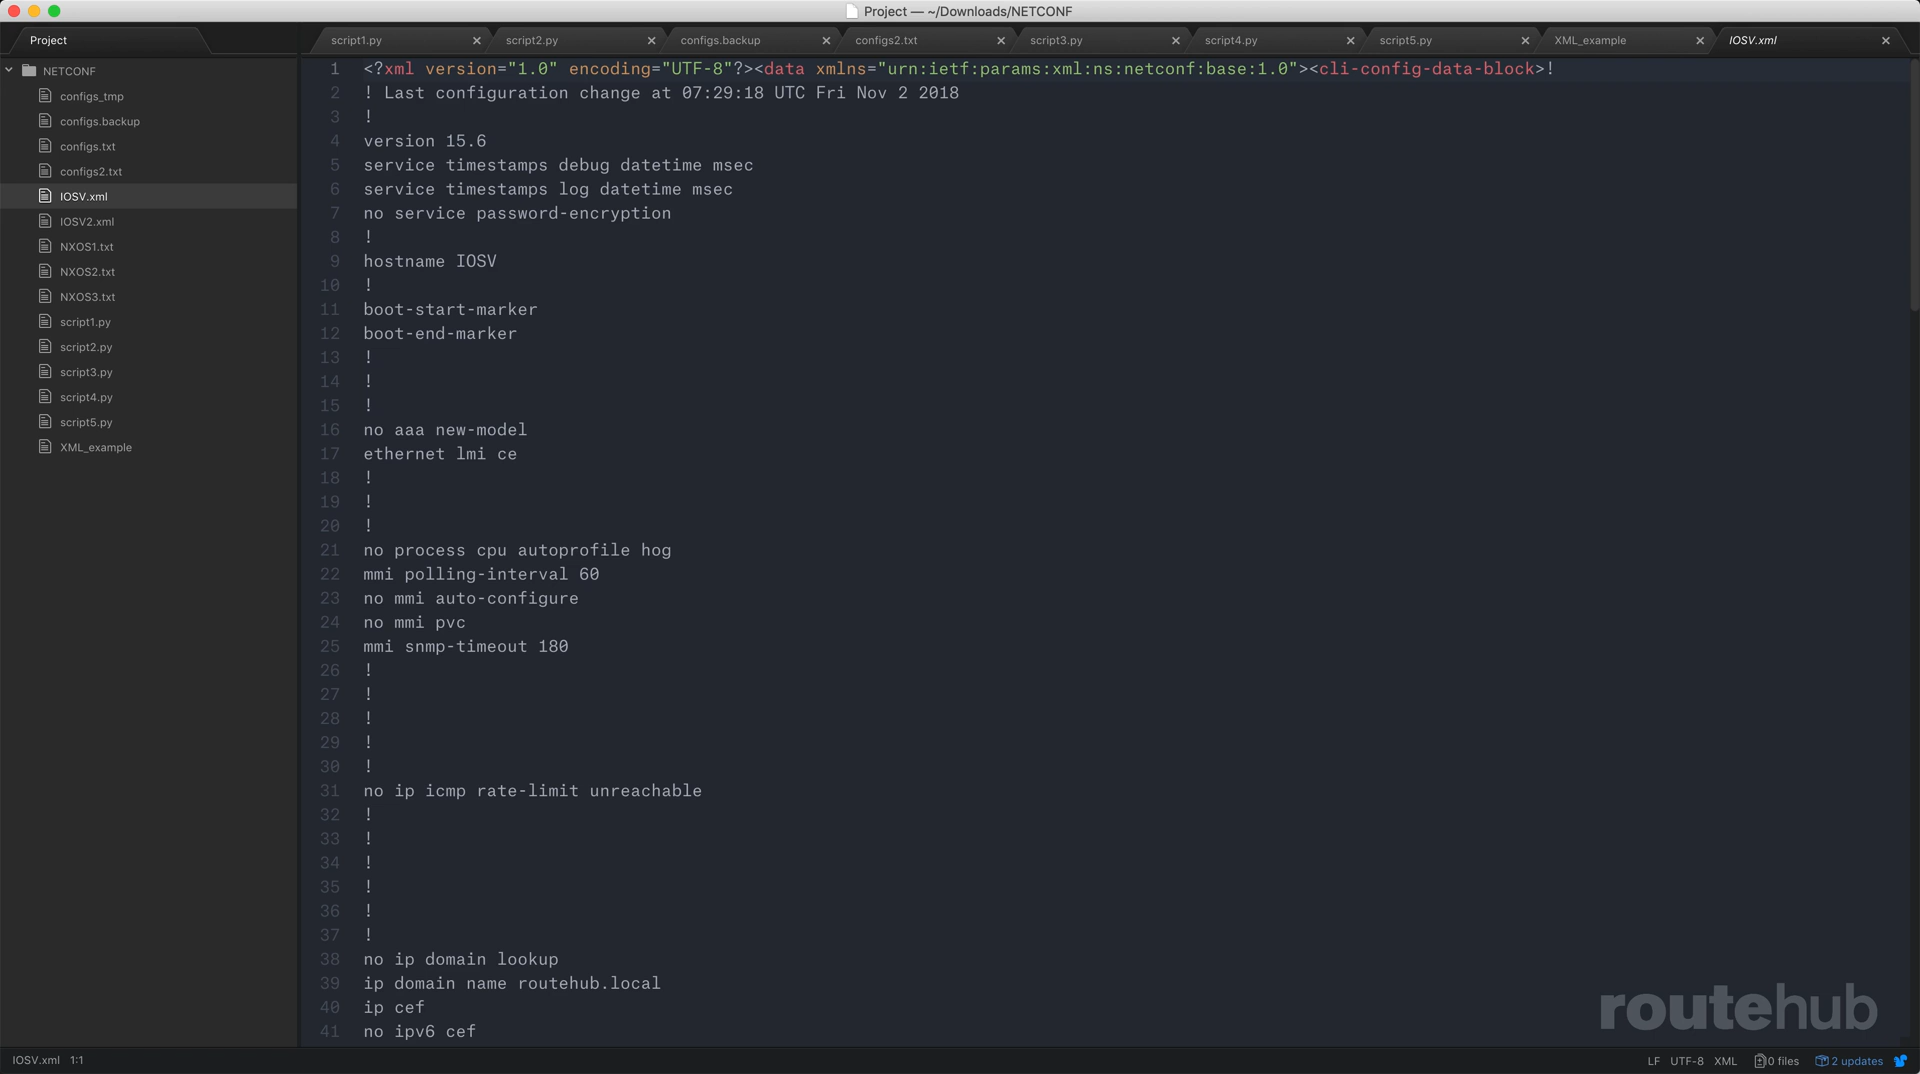 Project — ~/Downloads/NETCONF
Project
script1.py
script2.py
configs.backup
configs2.txt
script3.py
script4.py
script5.py
XML_example
IOSV.xml
NETCONF
configs_tmp
configs.backup
configs.txt
configs2.txt
IOSV.xml
IOSV2.xml
NXOS1.txt
NXOS2.txt
NXOS3.txt
script1.py
script2.py
script3.py
script4.py
script5.py
XML_example
1 <?xml version="1.0" encoding="UTF-8"?><data xmlns="urn:ietf:params:xml:ns:netconf:base:1.0"><cli-config-data-block>!
2 ! Last configuration change at 07:29:18 UTC Fri Nov 2 2018
3 !
4 version 15.6
5 service timestamps debug datetime msec
6 service timestamps log datetime msec
7 no service password-encryption
8 !
9 hostname IOSV
10 !
11 boot-start-marker
12 boot-end-marker
13 !
14 !
15 !
16 no aaa new-model
17 ethernet lmi ce
18 !
19 !
20 !
21 no process cpu autoprofile hog
22 mmi polling-interval 60
23 no mmi auto-configure
24 no mmi pvc
25 mmi snmp-timeout 180
26 !
27 !
28 !
29 !
30 !
31 no ip icmp rate-limit unreachable
32 !
33 !
34 !
35 !
36 !
37 !
38 no ip domain lookup
39 ip domain name routehub.local
40 ip cef
41 no ipv6 cef
routehub
IOSV.xml 1:1
LF UTF-8 XML 0 files 2 updates